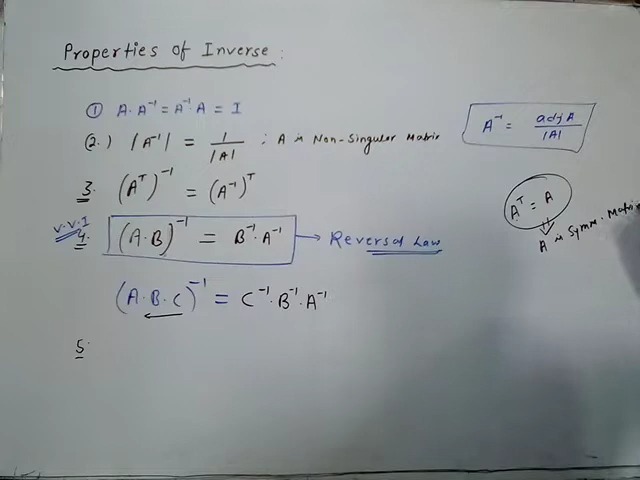 Properties of Inverse :
① A·A⁻¹ = A⁻¹·A = I
(2.) |A⁻¹| = 1/|A| ; A is Non-Singular Matrix
A⁻¹ = adj A/|A|
3. (Aᵀ)⁻¹ = (A⁻¹)ᵀ
Aᵀ = A
A is Symm. Matrix
V.V.I
4. (A·B)⁻¹ = B⁻¹·A⁻¹ → Reversal Law
(A·B·C)⁻¹ = C⁻¹·B⁻¹·A⁻¹
5.